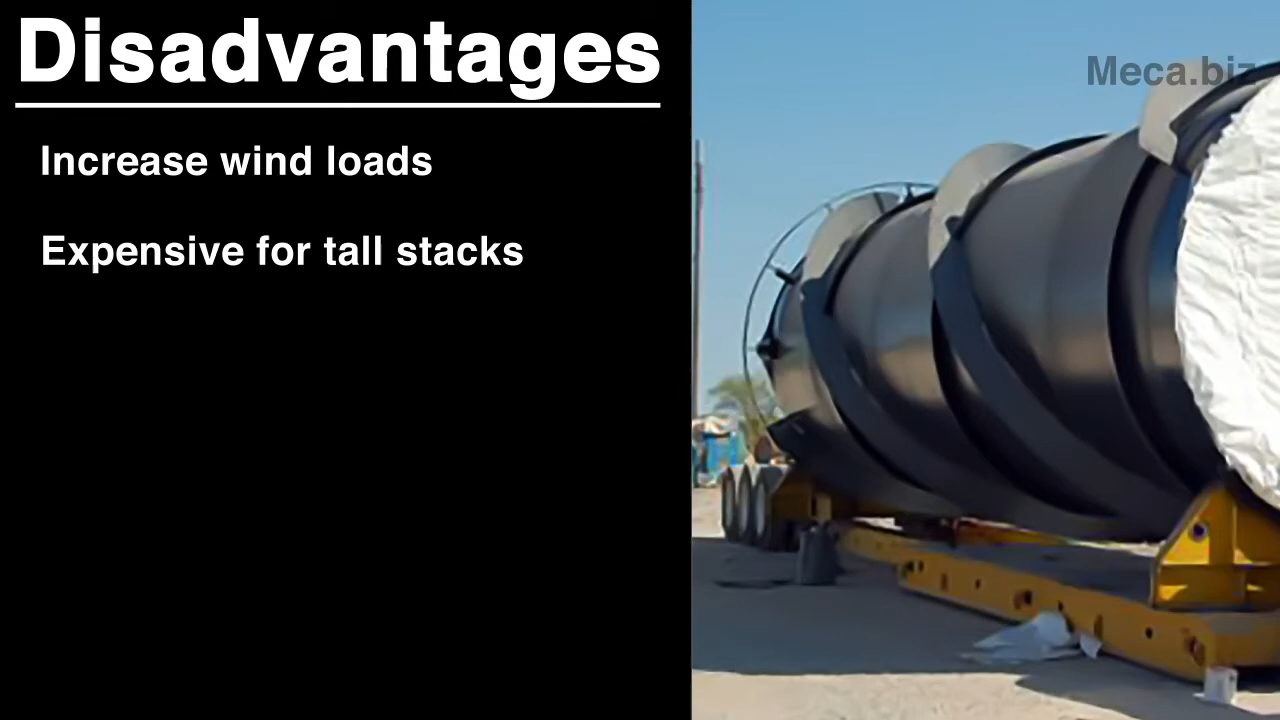 Disadvantages
Increase wind loads
Expensive for tall stacks
Meca.biz